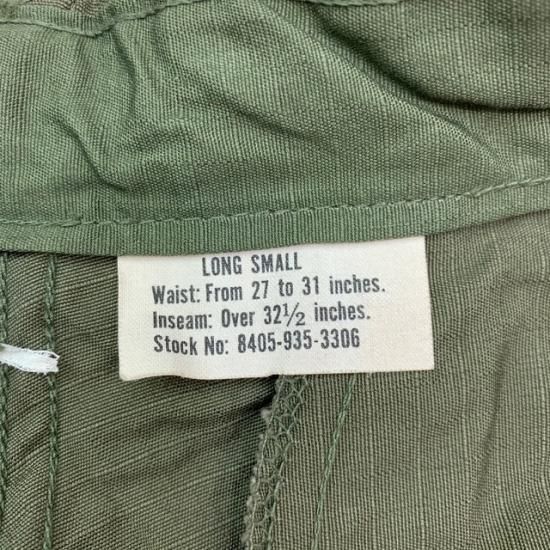 LONG SMALL
Waist: From 27 to 31 inches.
Inseam: Over 32½ inches.
Stock No: 8405-935-3306